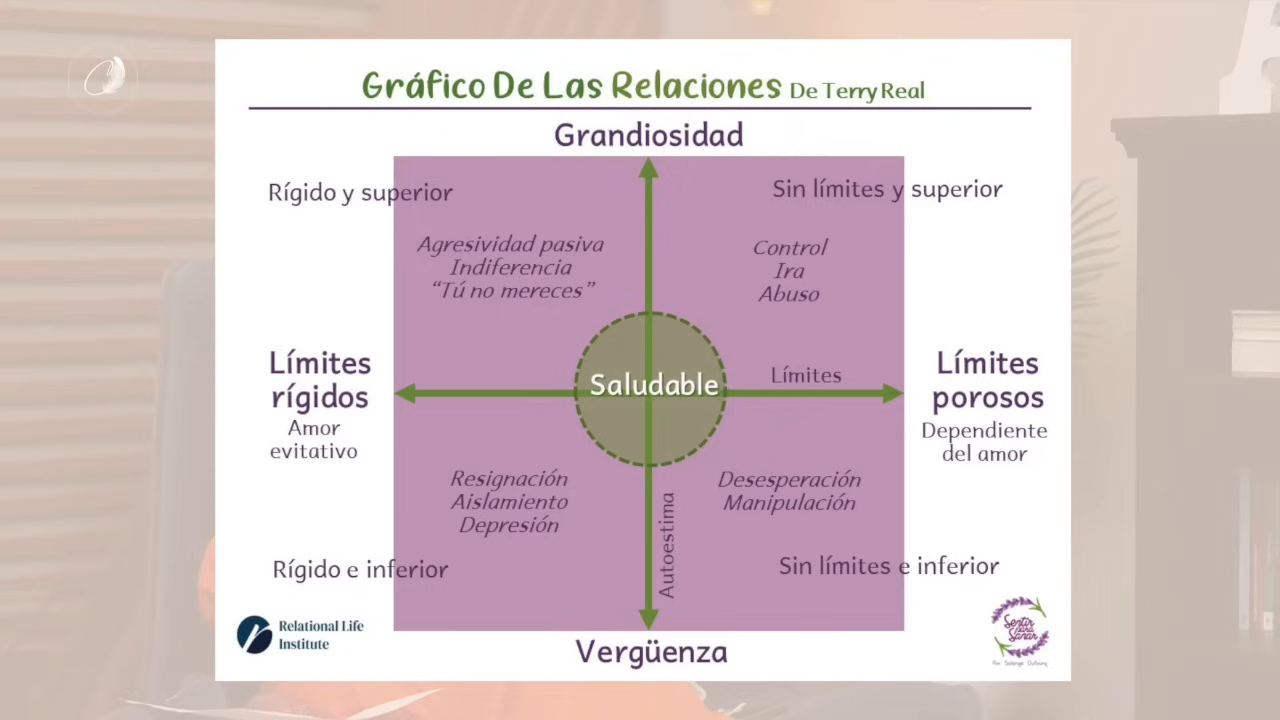 Gráfico De Las Relaciones De Terry Real
Grandiosidad
Rígido y superior
Sin límites y superior
Agresividad pasiva
Indiferencia
“Tú no mereces”
Control
Ira
Abuso
Límites
rígidos
Amor
evitativo
Saludable
Límites
Límites
porosos
Dependiente
del amor
Resignación
Aislamiento
Depresión
Desesperación
Manipulación
Autoestima
Rígido e inferior
Sin límites e inferior
Relational Life
Institute
Vergüenza
Sentir
para
Sanar